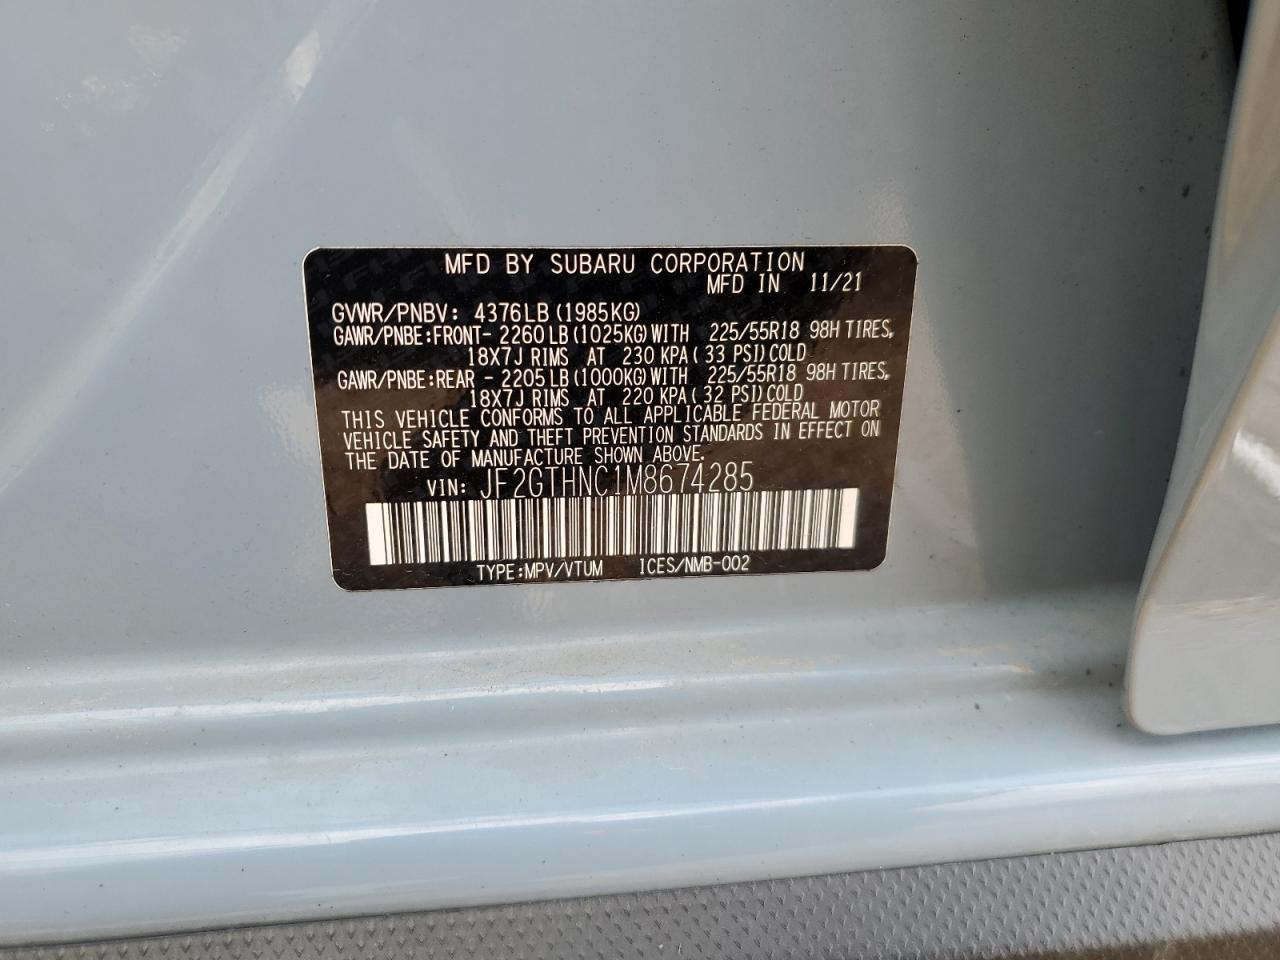 MFD BY SUBARU CORPORATION
MFD IN 11/21
GVWR/PNBV: 4376LB (1985KG)
GAWR/PNBE:FRONT- 2260LB (1025KG) WITH 225/55R18 98H TIRES,
18X7J RIMS AT 230 KPA( 33 PSI) COLD
GAWR/PNBE:REAR - 2205LB (1000KG) WITH 225/55R18 98H TIRES,
18X7J RIMS AT 220 KPA( 32 PSI) COLD
THIS VEHICLE CONFORMS TO ALL APPLICABLE FEDERAL MOTOR
VEHICLE SAFETY AND THEFT PREVENTION STANDARDS IN EFFECT ON
THE DATE OF MANUFACTURE SHOWN ABOVE.
VIN: JF2GTHNC1M8674285
TYPE:MPV/VTUM ICES/NMB-002